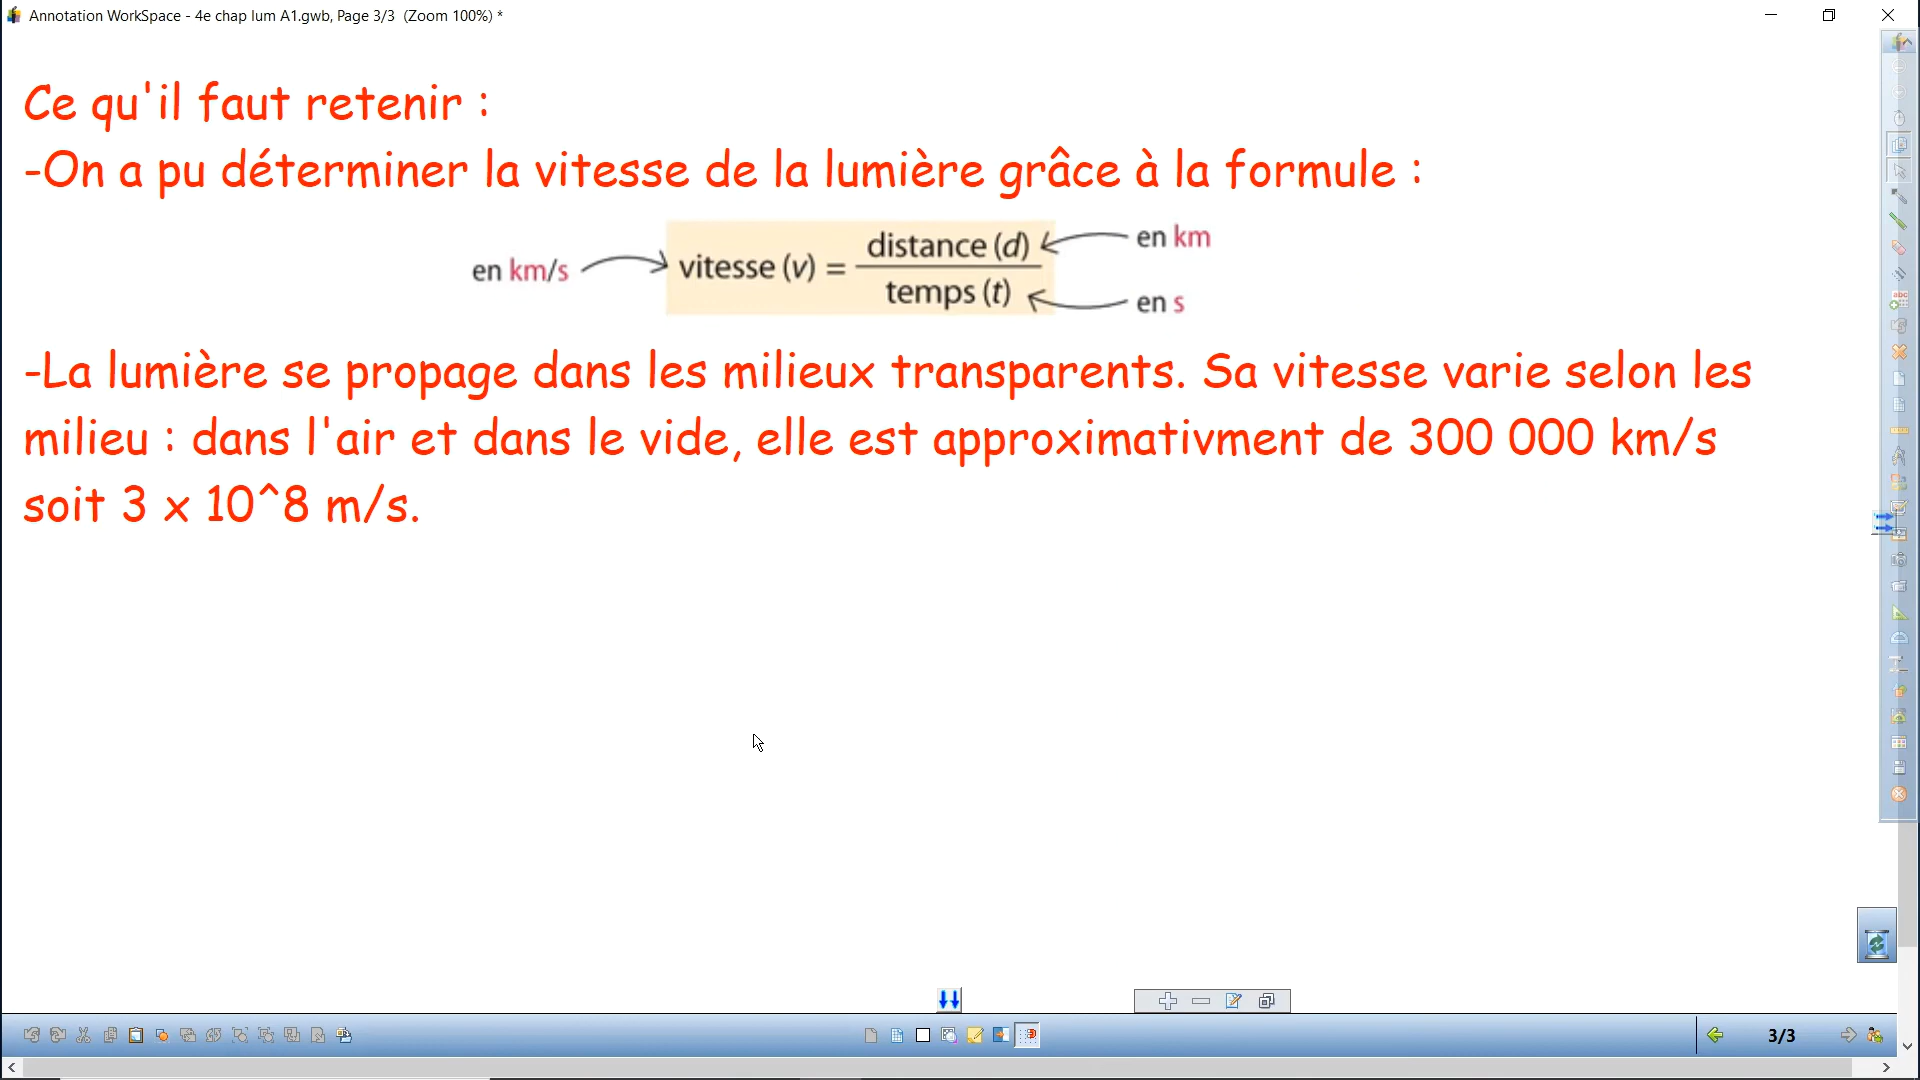 Annotation WorkSpace - 4e chap lum A1.gwb, Page 3/3 (Zoom 100%) *
Ce qu'il faut retenir :
-On a pu déterminer la vitesse de la lumière grâce à la formule :
en km/s vitesse (v) = distance (d) en km
temps (t) en s
-La lumière se propage dans les milieux transparents. Sa vitesse varie selon les
milieu : dans l'air et dans le vide, elle est approximativment de 300 000 km/s
soit 3 x 10^8 m/s.
abc
3/3